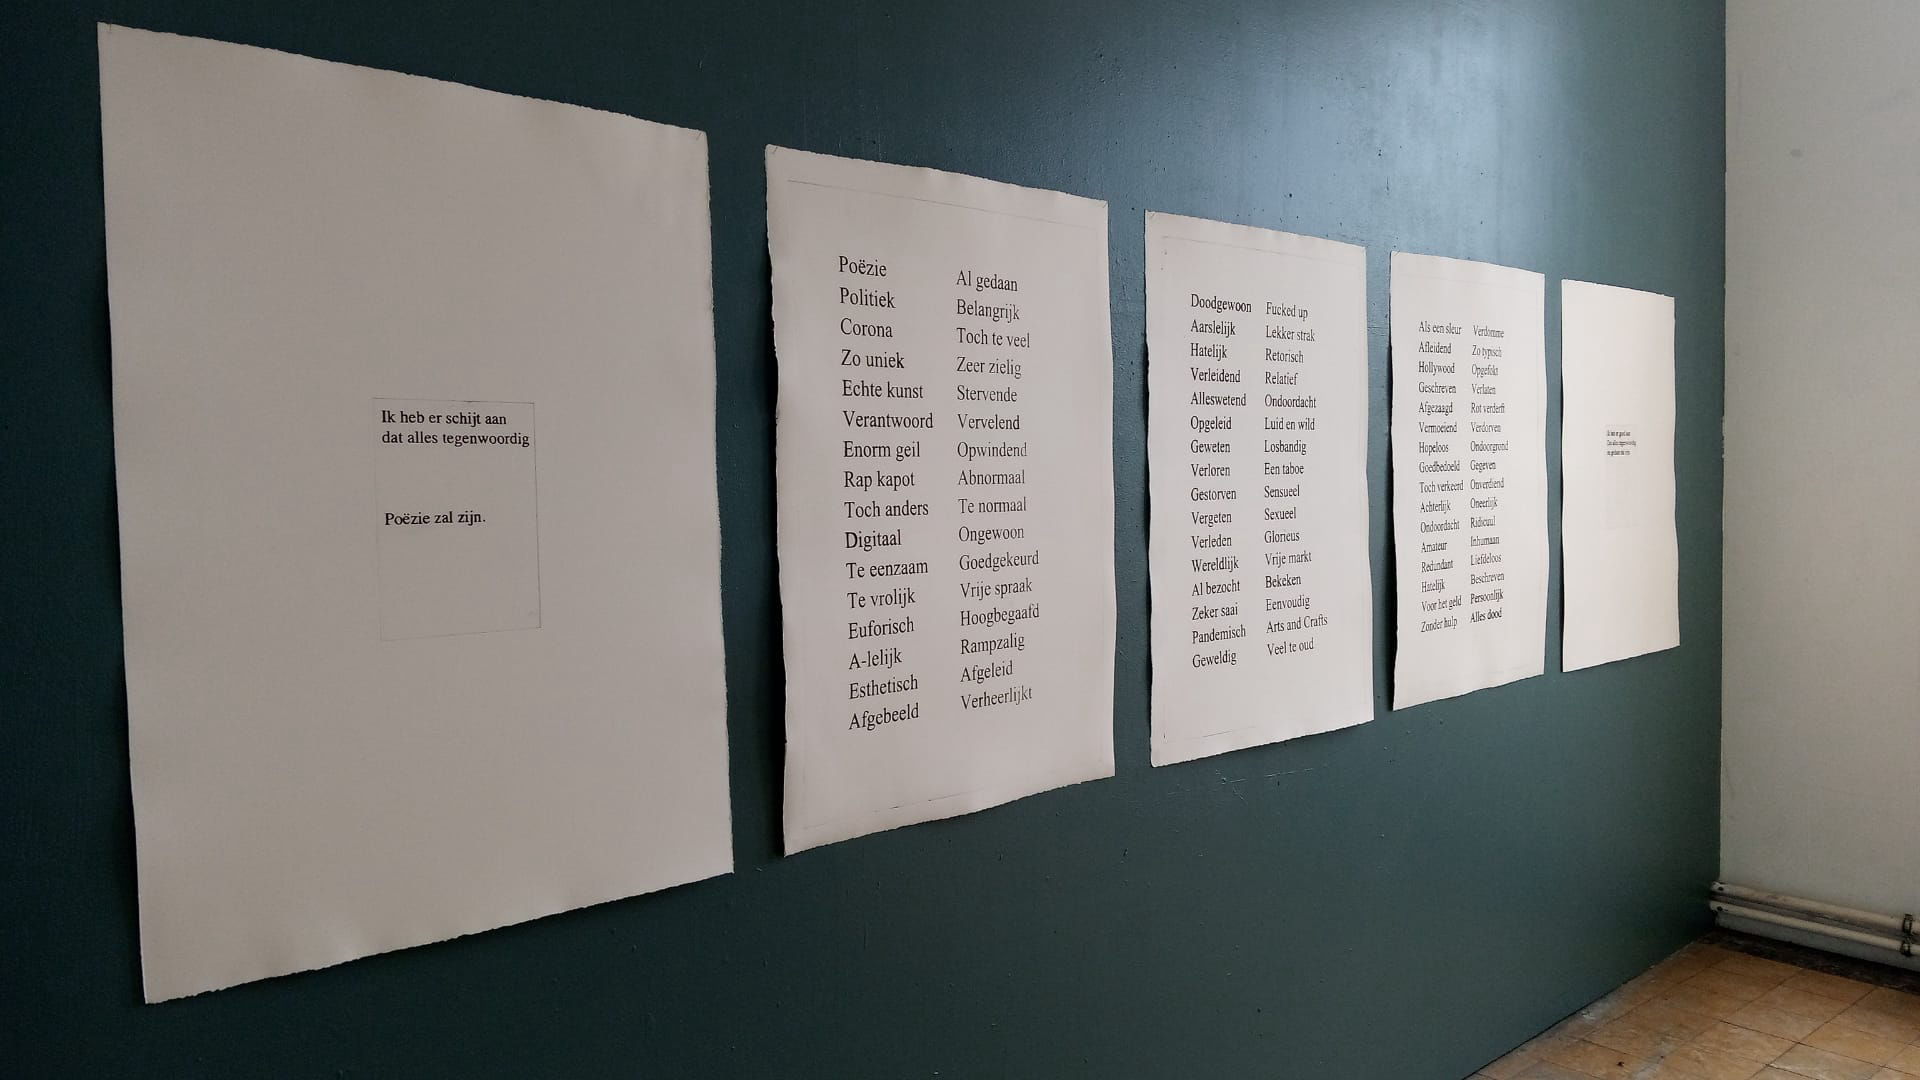 Ik heb er schijt aan
dat alles tegenwoordig
Poëzie zal zijn.
Poëzie
Politiek
Corona
Zo uniek
Echte kunst
Verantwoord
Enorm geil
Rap kapot
Toch anders
Digitaal
Te eenzaam
Te vrolijk
Euforisch
A-lelijk
Esthetisch
Afgebeeld
Al gedaan
Belangrijk
Toch te veel
Zeer zielig
Stervende
Vervelend
Opwindend
Abnormaal
Te normaal
Ongewoon
Goedgekeurd
Vrije spraak
Hoogbegaafd
Rampzalig
Afgeleid
Verheerlijkt
Doodgewoon
Aarslelijk
Hatelijk
Verleidend
Alleswetend
Opgeleid
Geweten
Verloren
Gestorven
Vergeten
Verleden
Wereldlijk
Al bezocht
Zeker saai
Pandemisch
Geweldig
Fucked up
Lekker strak
Retorisch
Relatief
Ondoordacht
Luid en wild
Losbandig
Een taboe
Sensueel
Sexueel
Glorieus
Vrije markt
Bekeken
Eenvoudig
Arts and Crafts
Veel te oud
Als een sleur
Afleidend
Hollywood
Geschreven
Afgezaagd
Vermoeiend
Hopeloos
Goedbedoeld
Toch verkeerd
Achterlijk
Ondoordacht
Amateur
Redundant
Hatelijk
Voor het geld
Zonder hulp
Verdomme
Zo typisch
Opgefokt
Verlaten
Rot verderft
Verdorven
Ondoorgrond
Gegeven
Onverdiend
Oneerlijk
Ridicuul
Inhumaan
Liefdeloos
Beschreven
Persoonlijk
Alles dood